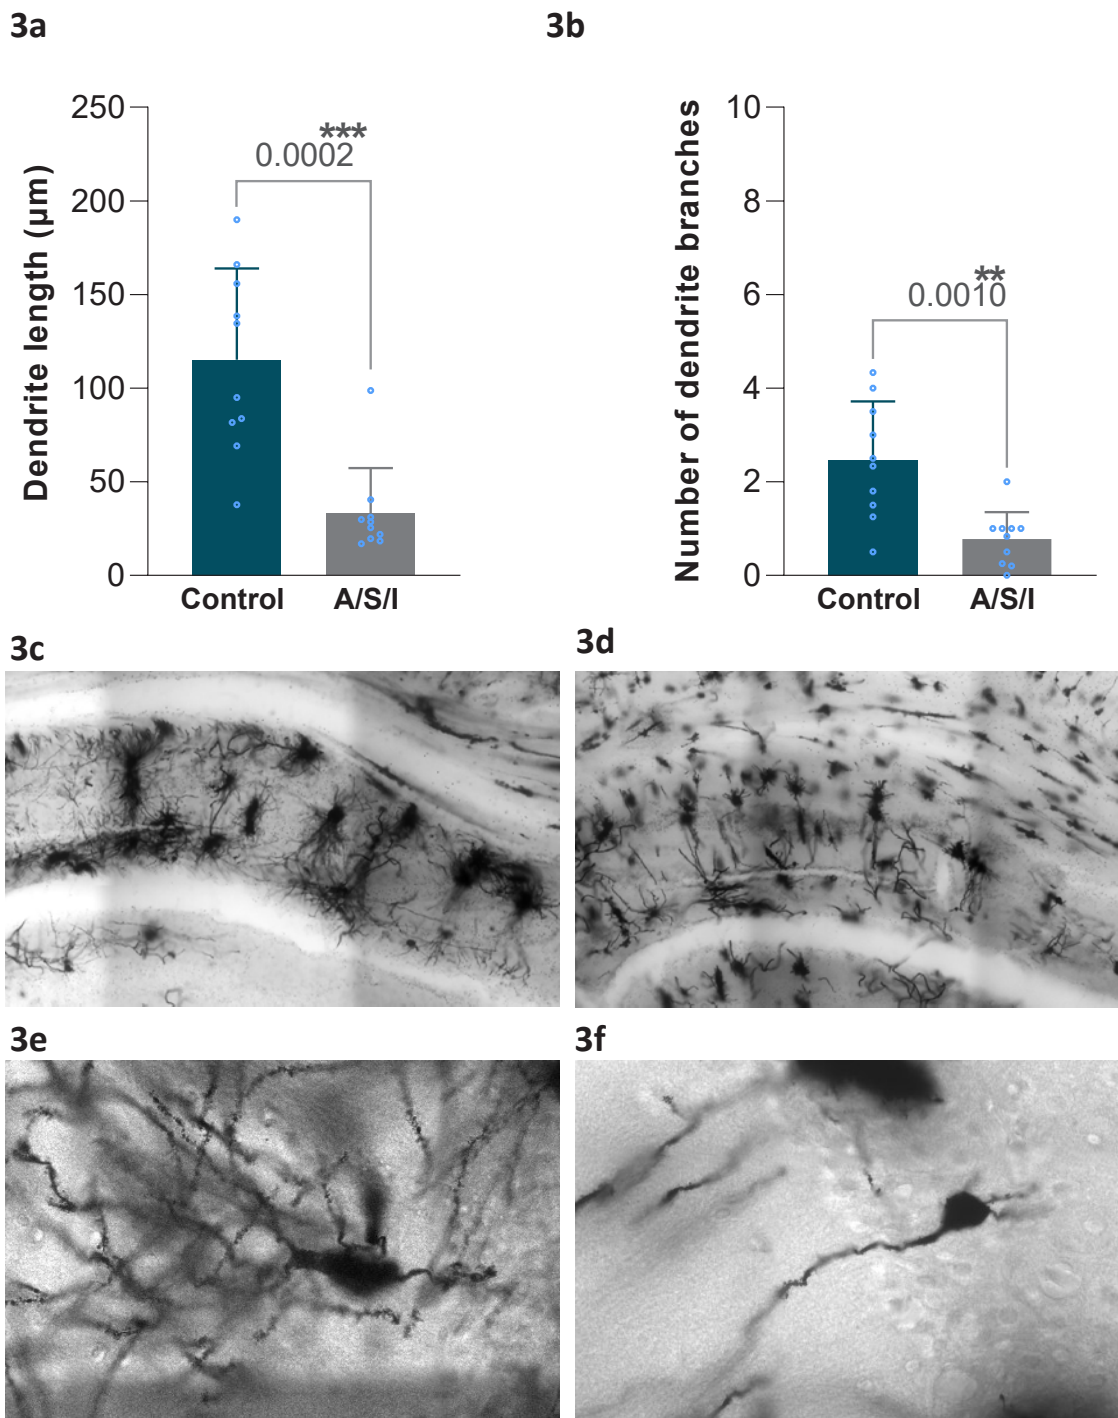 3a
3b
250
200
150
100
50
0
Dendrite length (µm)
***
0.0002
Control
A/S/I
10
8
6
4
2
0
Number of dendrite branches
**
0.0010
Control
A/S/I
3c
3d
3e
3f